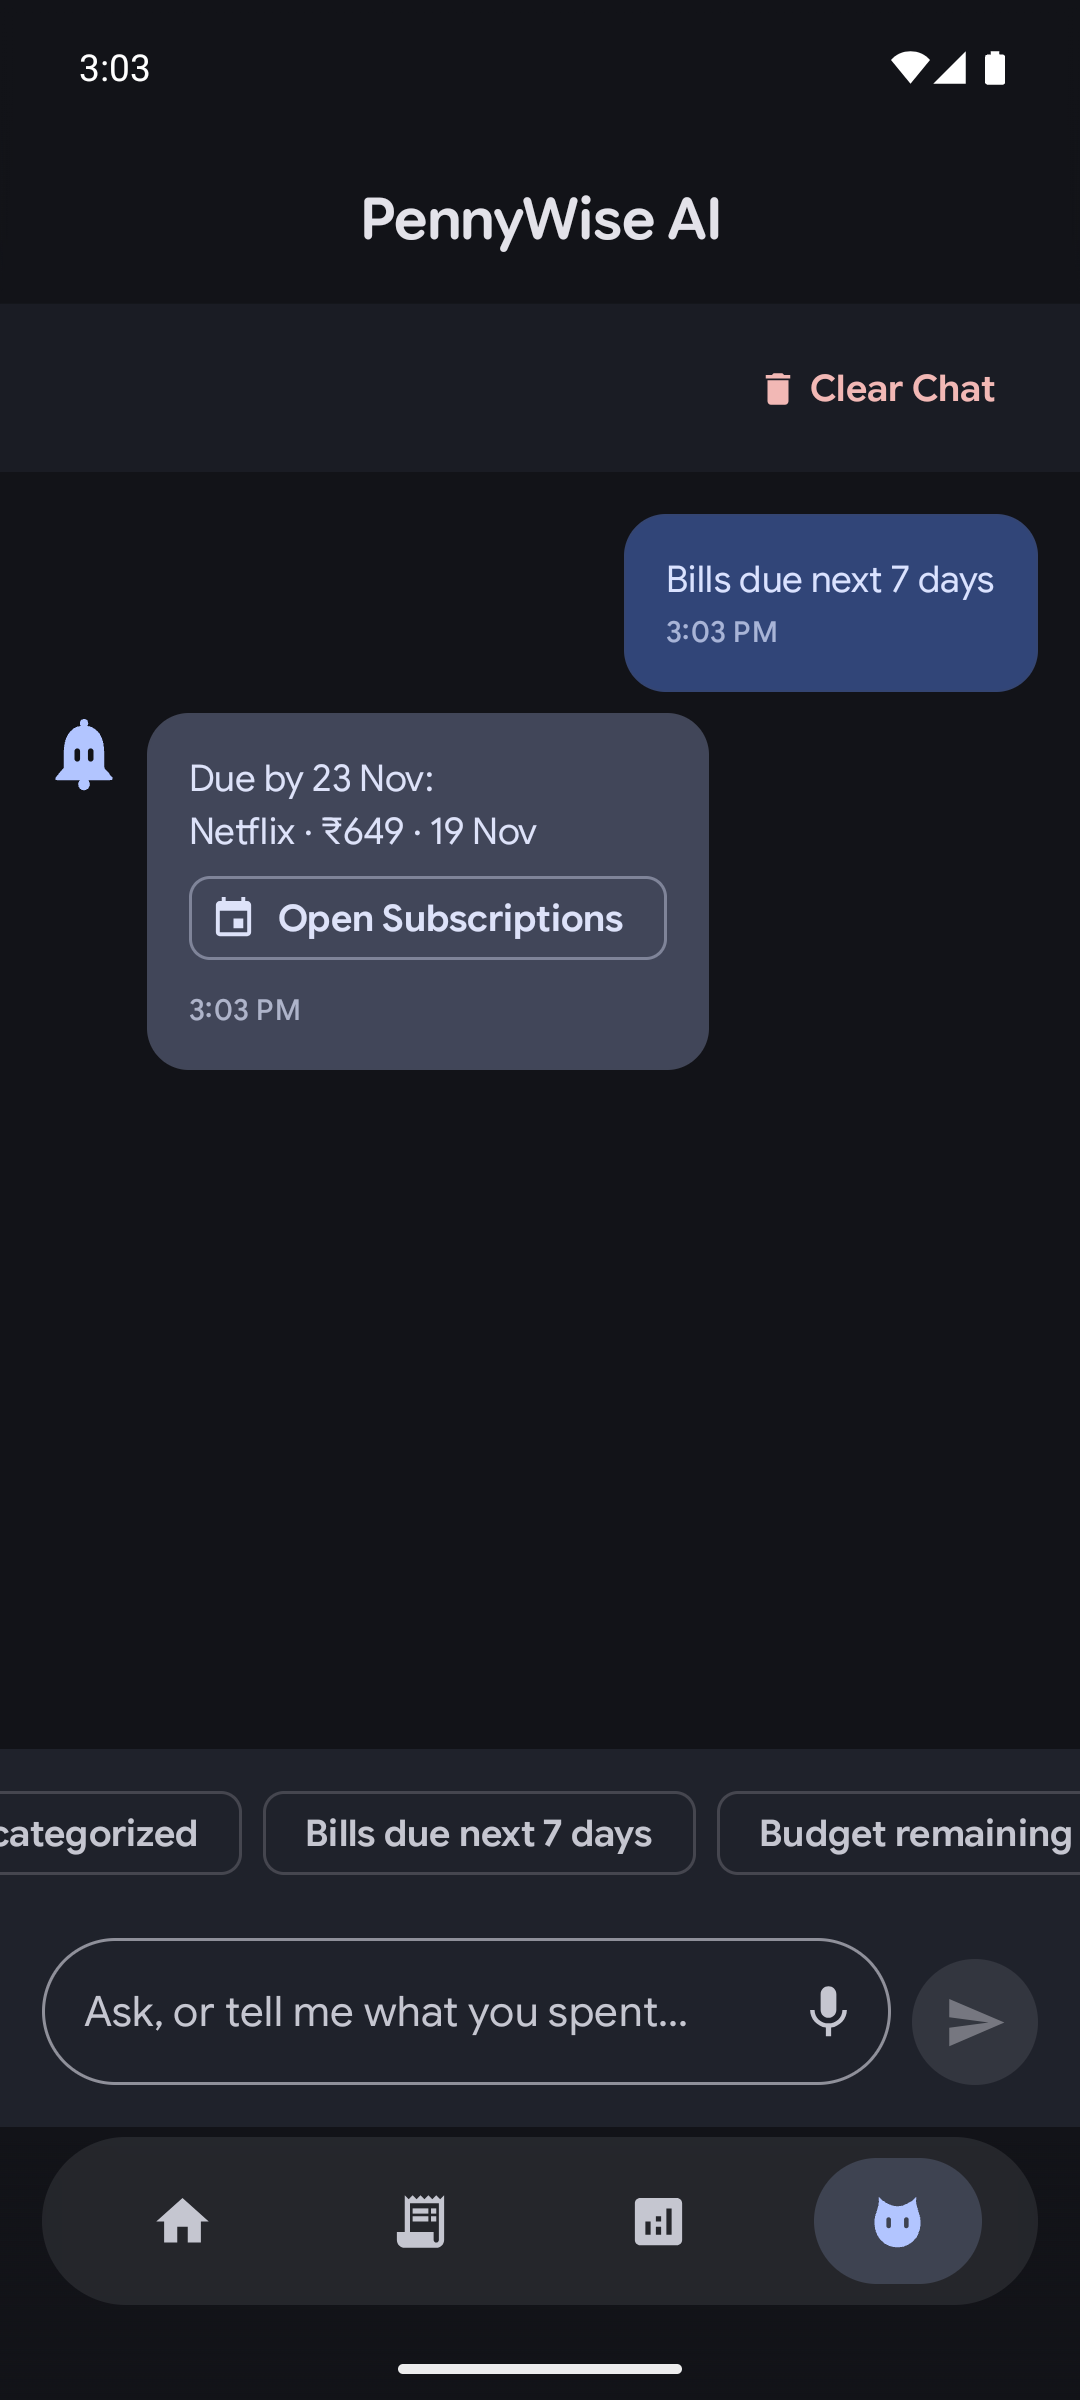 3:03
PennyWise AI
Clear Chat
Bills due next 7 days
3:03 PM
Due by 23 Nov:
Netflix · ₹649 · 19 Nov
Open Subscriptions
3:03 PM
categorized
Bills due next 7 days
Budget remaining
Ask, or tell me what you spent...